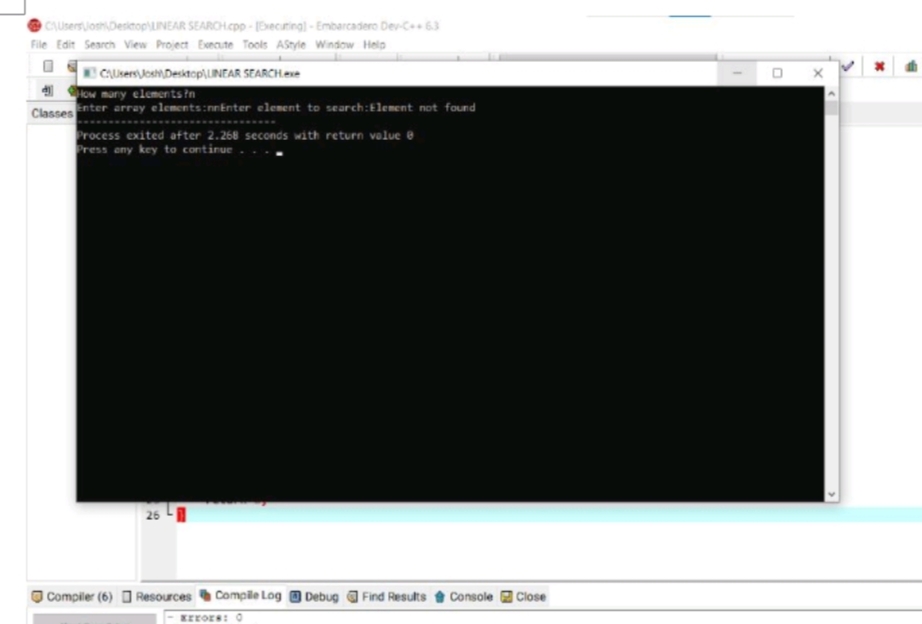 C:\Users\Josh\Desktop\LINEAR SEARCH.cpp - [Executing] - Embarcadero Dev-C++ 6.3
File Edit Search View Project Execute Tools AStyle Window Help
C:\Users\Josh\Desktop\LINEAR SEARCH.exe
How many elements?n
Enter array elements:nnEnter element to search:Element not found
--------------------------------
Process exited after 2.268 seconds with return value 0
Press any key to continue . . .
Classes
26 }
Compiler (6) Resources Compile Log Debug Find Results Console Close
- Errors: 0